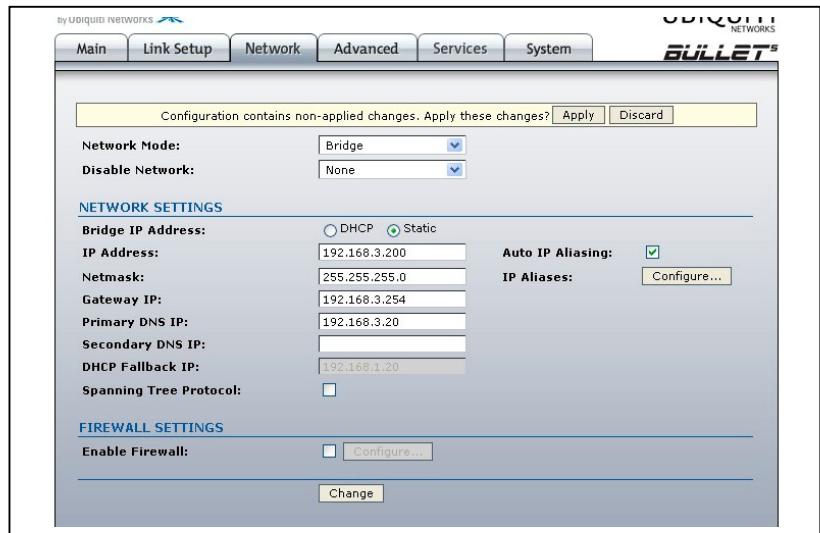 by Ubiquiti Networks
UBIQUITI
NETWORKS
Main Link Setup Network Advanced Services System
BULLET5
Configuration contains non-applied changes. Apply these changes? Apply Discard
Network Mode: Bridge
Disable Network: None
NETWORK SETTINGS
Bridge IP Address: DHCP Static
IP Address: 192.168.3.200 Auto IP Aliasing:
Netmask: 255.255.255.0 IP Aliases: Configure...
Gateway IP: 192.168.3.254
Primary DNS IP: 192.168.3.20
Secondary DNS IP:
DHCP Fallback IP: 192.168.1.20
Spanning Tree Protocol:
FIREWALL SETTINGS
Enable Firewall: Configure...
Change